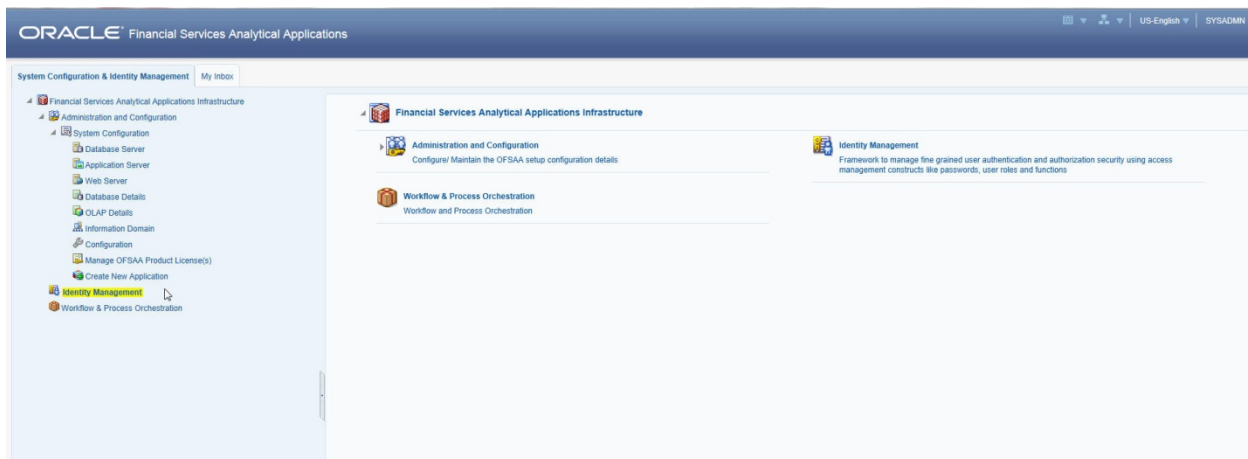 ORACLE® Financial Services Analytical Applications
US-English
SYSADMN
System Configuration & Identity Management
My Inbox
Financial Services Analytical Applications Infrastructure
Administration and Configuration
System Configuration
Database Server
Application Server
Web Server
Database Details
OLAP Details
Information Domain
Configuration
Manage OFSAA Product License(s)
Create New Application
Identity Management
Workflow & Process Orchestration
Financial Services Analytical Applications Infrastructure
Administration and Configuration
Configure/ Maintain the OFSAA setup configuration details
Identity Management
Framework to manage fine grained user authentication and authorization security using access
management constructs like passwords, user roles and functions
Workflow & Process Orchestration
Workflow and Process Orchestration